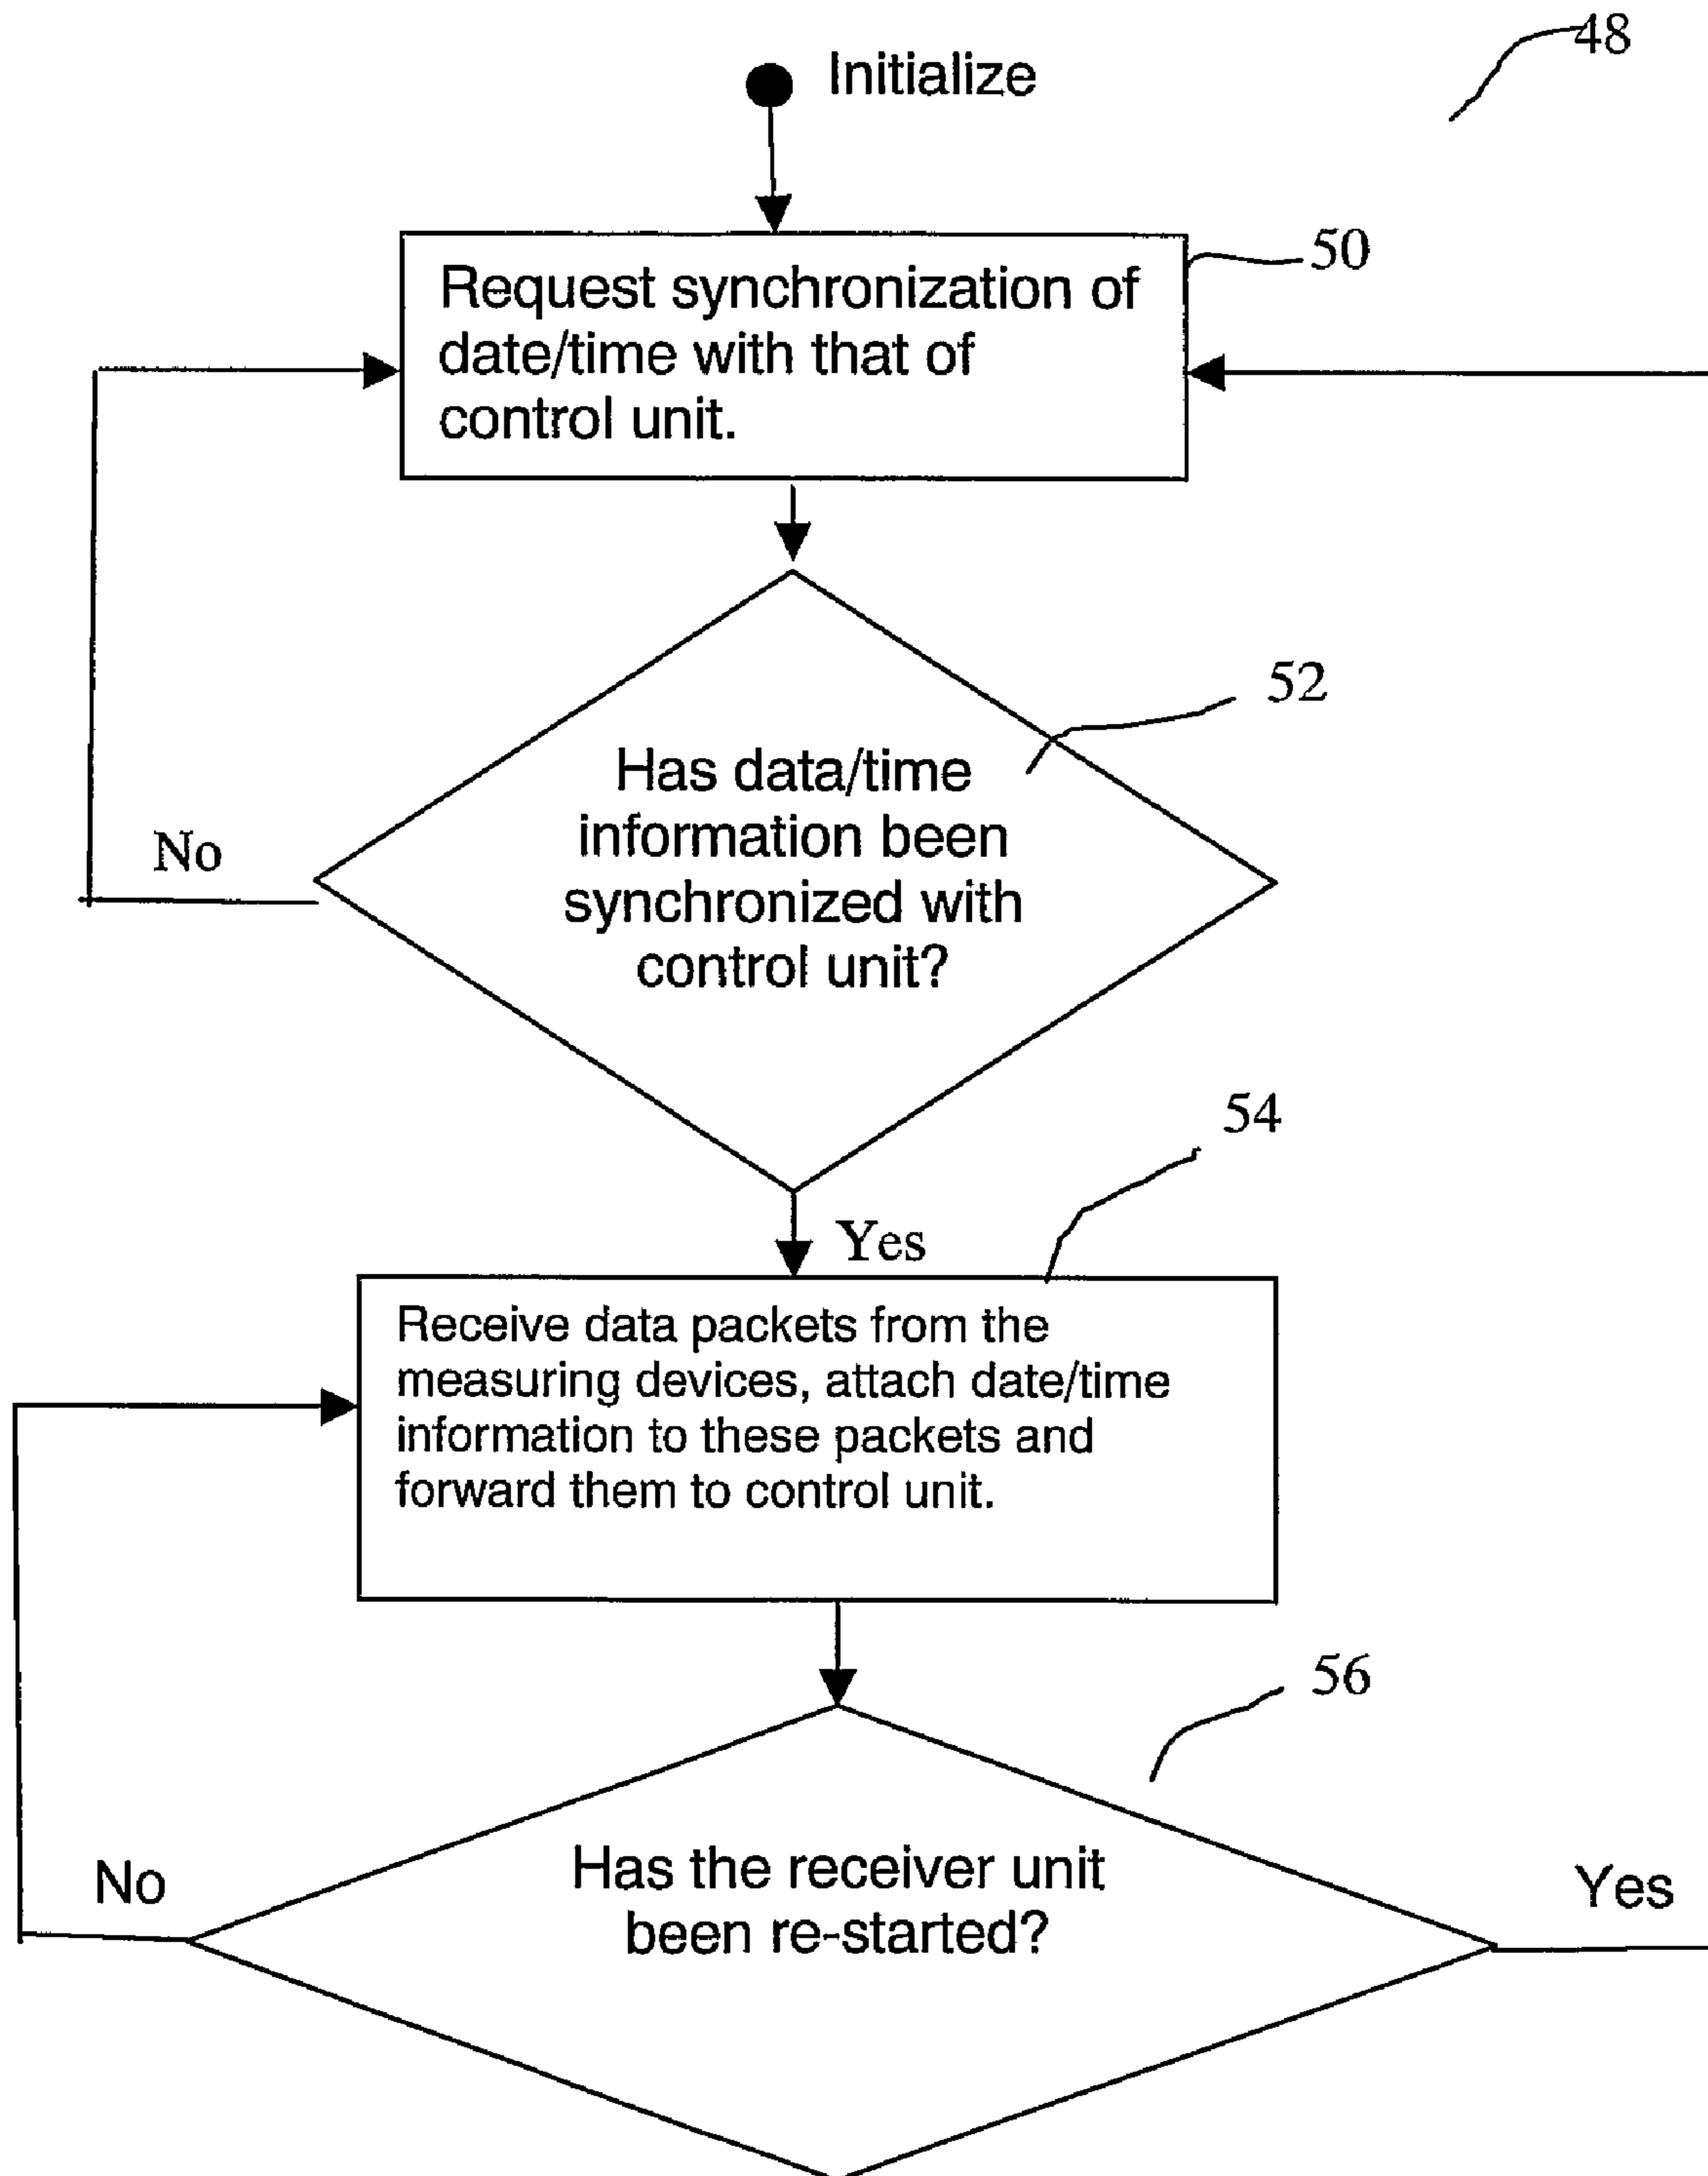 48
Initialize
50
Request synchronization of
date/time with that of
control unit.
52
Has data/time
information been
synchronized with
control unit?
No
54
Yes
Receive data packets from the
measuring devices, attach date/time
information to these packets and
forward them to control unit.
56
Has the receiver unit
been re-started?
No
Yes